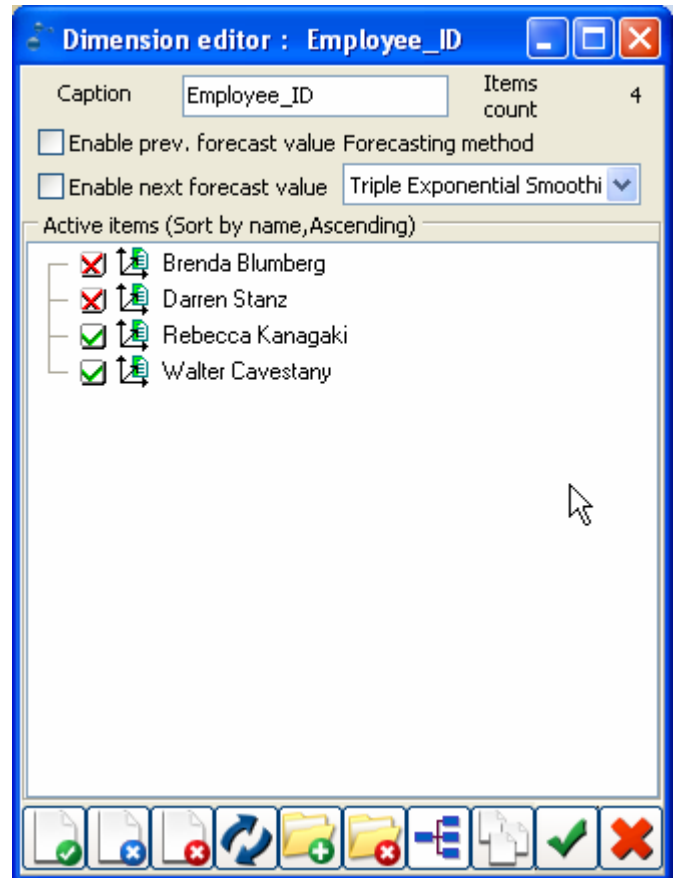 Dimension editor : Employee_ID
Caption Employee_ID Items count 4
Enable prev. forecast value Forecasting method
Enable next forecast value Triple Exponential Smoothi
Active items (Sort by name,Ascending)
Brenda Blumberg
Darren Stanz
Rebecca Kanagaki
Walter Cavestany